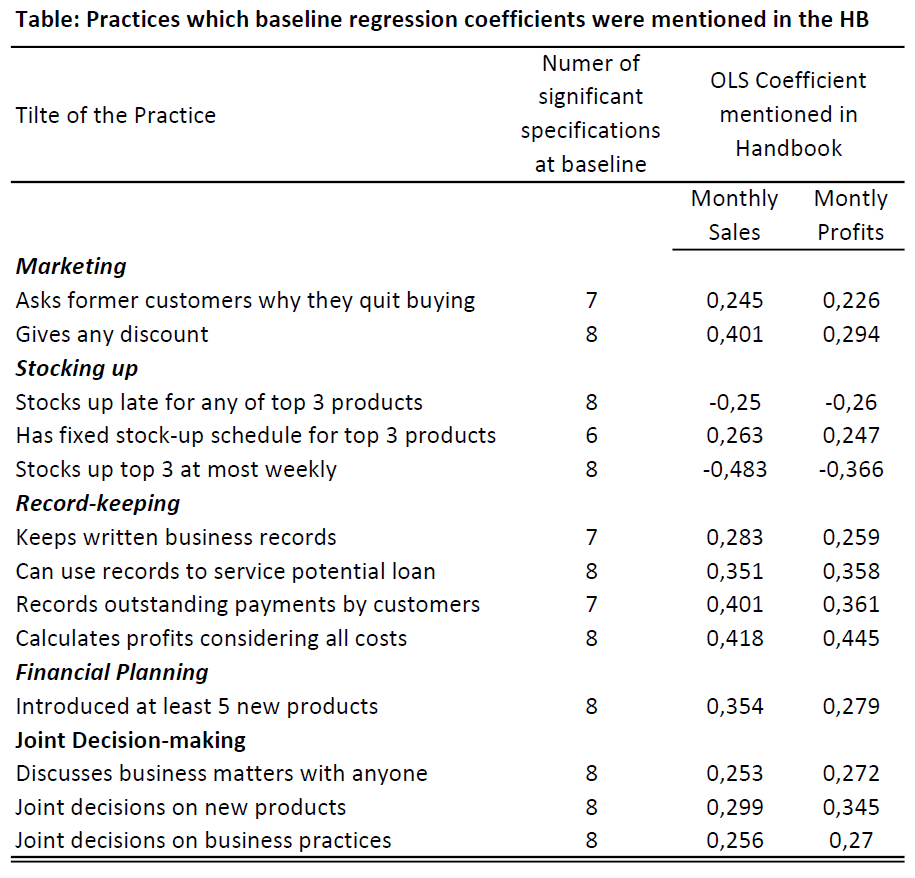 Table: Practices which baseline regression coefficients were mentioned in the HB
Tilte of the Practice
Numer of
significant
specifications
at baseline
OLS Coefficient
mentioned in
Handbook
Monthly Montly
Sales Profits
Marketing
Asks former customers why they quit buying 7 0,245 0,226
Gives any discount 8 0,401 0,294
Stocking up
Stocks up late for any of top 3 products 8 -0,25 -0,26
Has fixed stock-up schedule for top 3 products 6 0,263 0,247
Stocks up top 3 at most weekly 8 -0,483 -0,366
Record-keeping
Keeps written business records 7 0,283 0,259
Can use records to service potential loan 8 0,351 0,358
Records outstanding payments by customers 7 0,401 0,361
Calculates profits considering all costs 8 0,418 0,445
Financial Planning
Introduced at least 5 new products 8 0,354 0,279
Joint Decision-making
Discusses business matters with anyone 8 0,253 0,272
Joint decisions on new products 8 0,299 0,345
Joint decisions on business practices 8 0,256 0,27